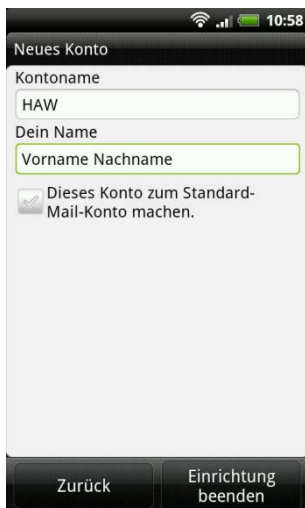 10:58
Neues Konto
Kontoname
HAW
Dein Name
Vorname Nachname
Dieses Konto zum Standard-
Mail-Konto machen.
Zurück
Einrichtung
beenden